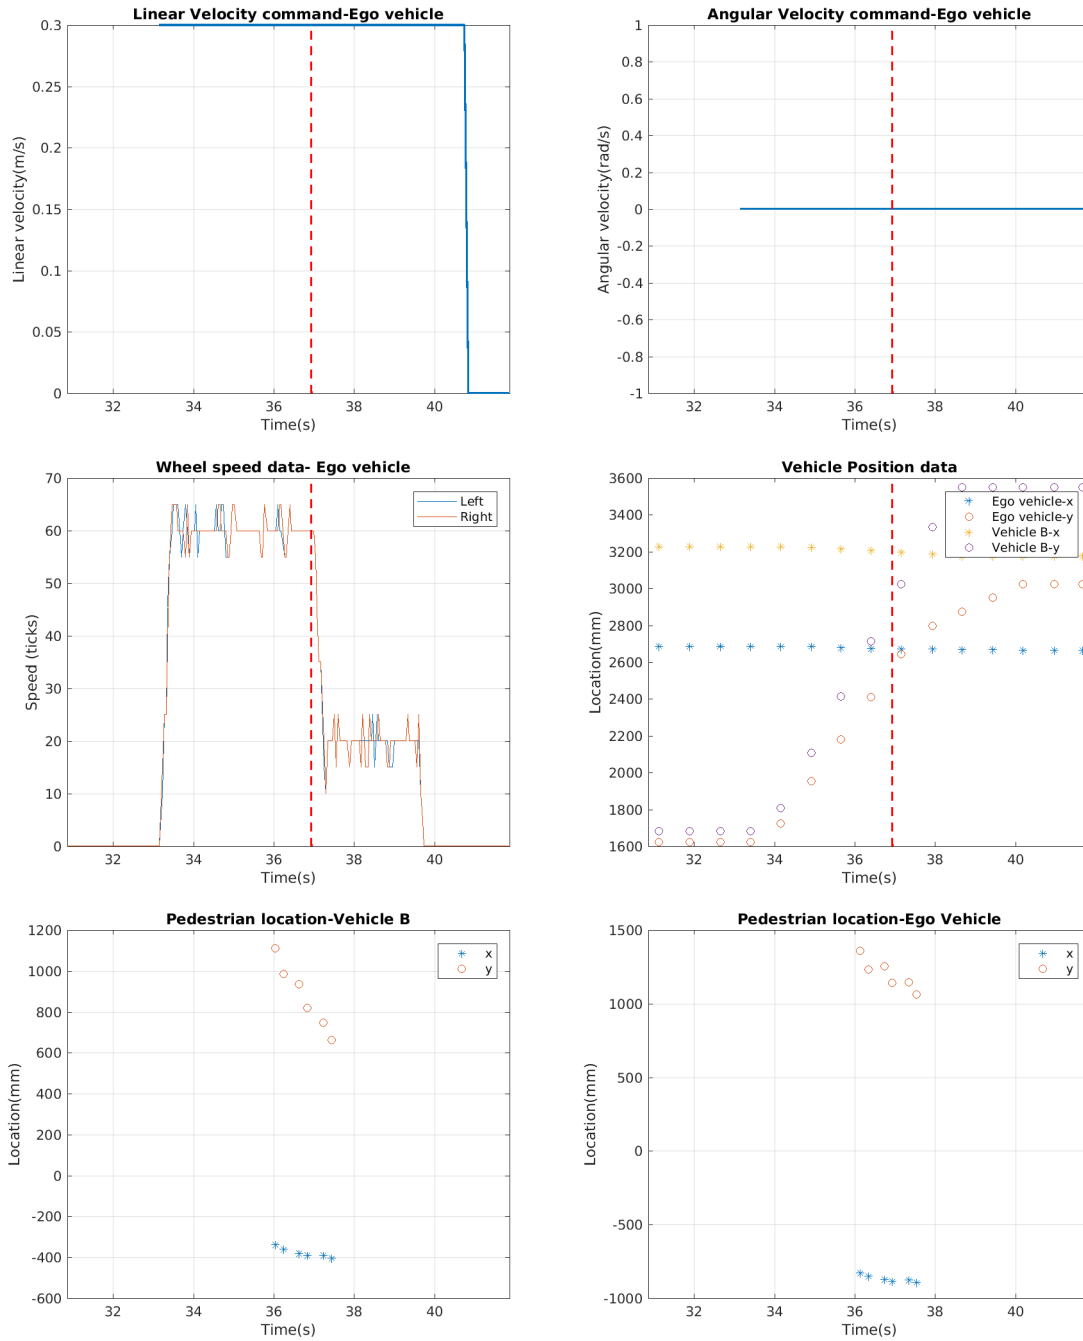 Linear Velocity command-Ego vehicle
0.3
0.25
0.2
0.15
0.1
0.05
0
Linear velocity(m/s)
32 34 36 38 40
Time(s)
Angular Velocity command-Ego vehicle
1
0.8
0.6
0.4
0.2
0
-0.2
-0.4
-0.6
-0.8
-1
Angular velocity(rad/s)
32 34 36 38 40
Time(s)
Wheel speed data- Ego vehicle
70
60
50
40
30
20
10
0
Speed (ticks)
Left
Right
32 34 36 38 40
Time(s)
Vehicle Position data
3600
3400
3200
3000
2800
2600
2400
2200
2000
1800
1600
Location(mm)
Ego vehicle-x
Ego vehicle-y
Vehicle B-x
Vehicle B-y
32 34 36 38 40
Time(s)
Pedestrian location-Vehicle B
1200
1000
800
600
400
200
0
-200
-400
-600
Location(mm)
x
y
32 34 36 38 40
Time(s)
Pedestrian location-Ego Vehicle
1500
1000
500
0
-500
-1000
Location(mm)
x
y
32 34 36 38 40
Time(s)